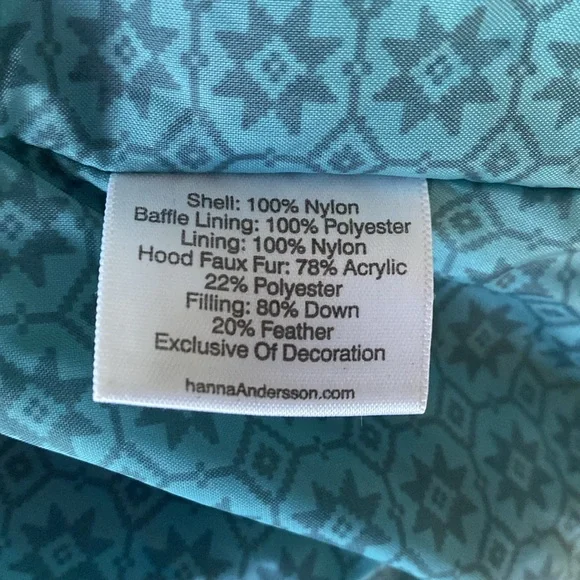 Shell: 100% Nylon
Baffle Lining: 100% Polyester
Lining: 100% Nylon
Hood Faux Fur: 78% Acrylic
22% Polyester
Filling: 80% Down
20% Feather
Exclusive Of Decoration
hannaAndersson.com